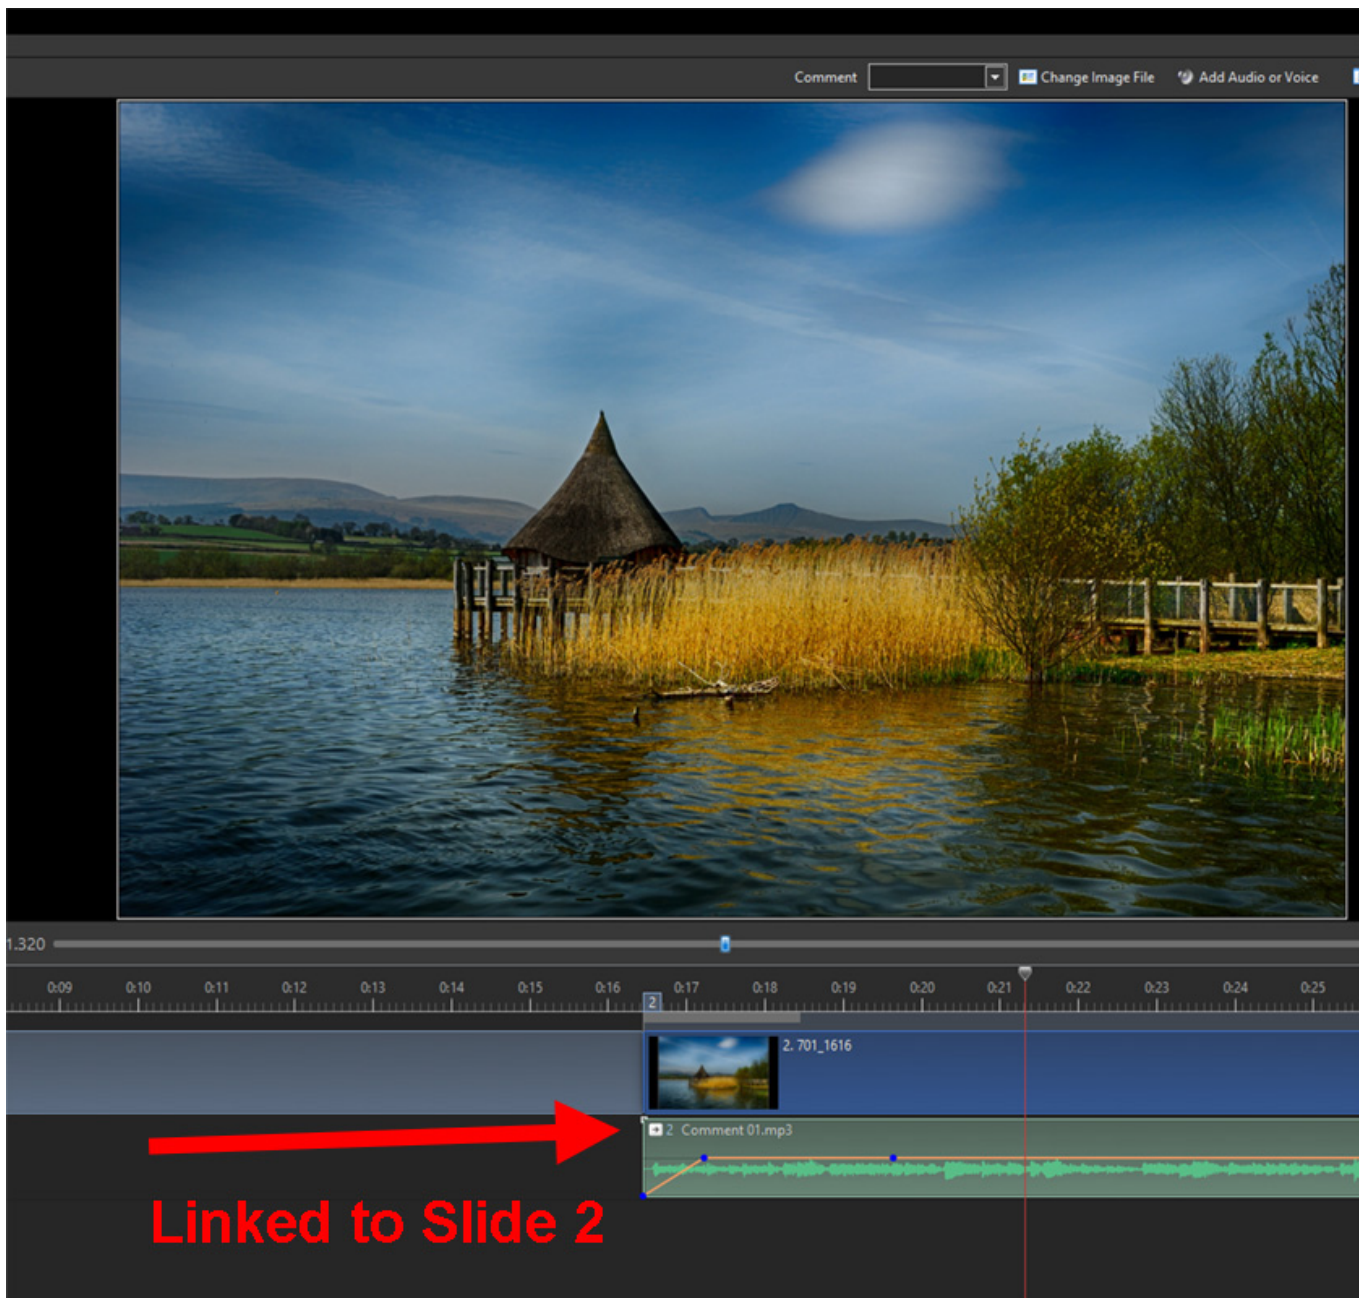 Comment Change Image File Add Audio or Voice
1.320
0:09 0:10 0:11 0:12 0:13 0:14 0:15 0:16 0:17 0:18 0:19 0:20 0:21 0:22 0:23 0:24 0:25
2
2. 701_1616
2 Comment 01.mp3
Linked to Slide 2